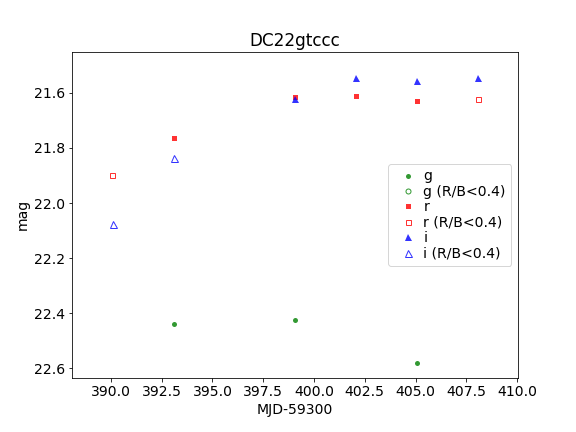 DC22gtccc
21.6
21.8
22.0
22.2
22.4
22.6
mag
g
g (R/B<0.4)
r
r (R/B<0.4)
i
i (R/B<0.4)
390.0 392.5 395.0 397.5 400.0 402.5 405.0 407.5 410.0
MJD-59300